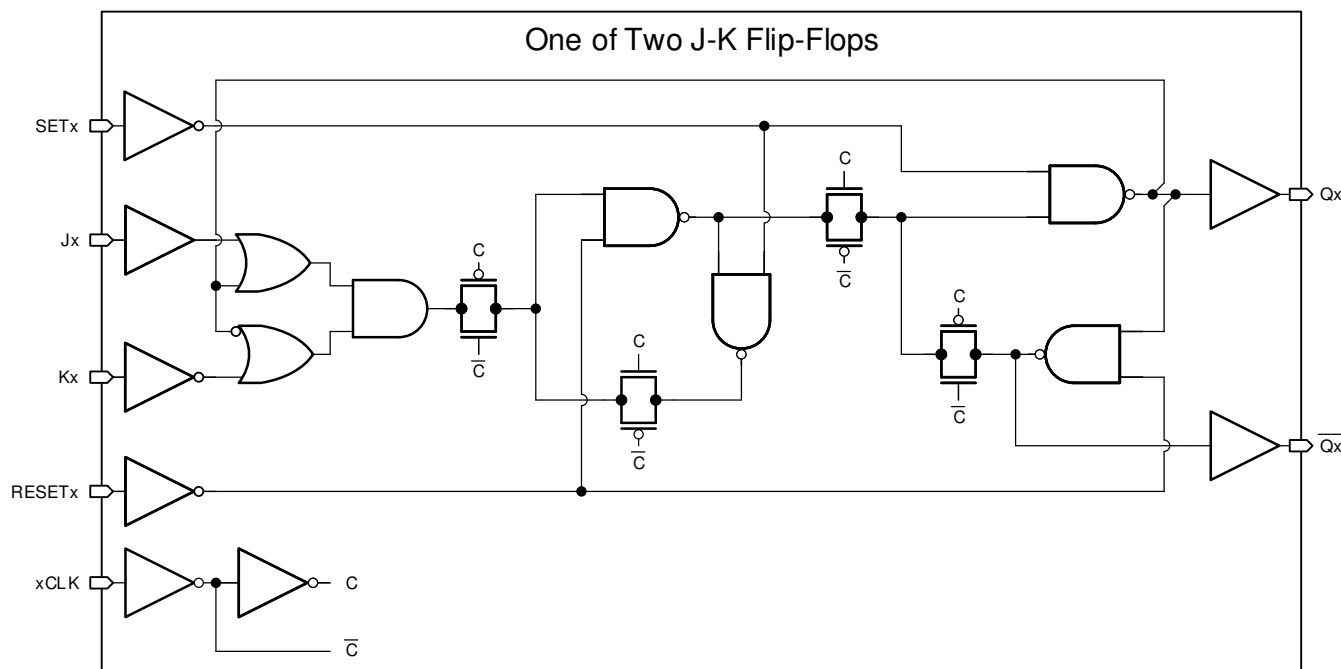 One of Two J-K Flip-Flops
SETx
C
Qx
Jx
C̅
C
C
C̅
C
Kx
C̅
C̅
Q̅x̅
RESETx
xCLK
C
C̅